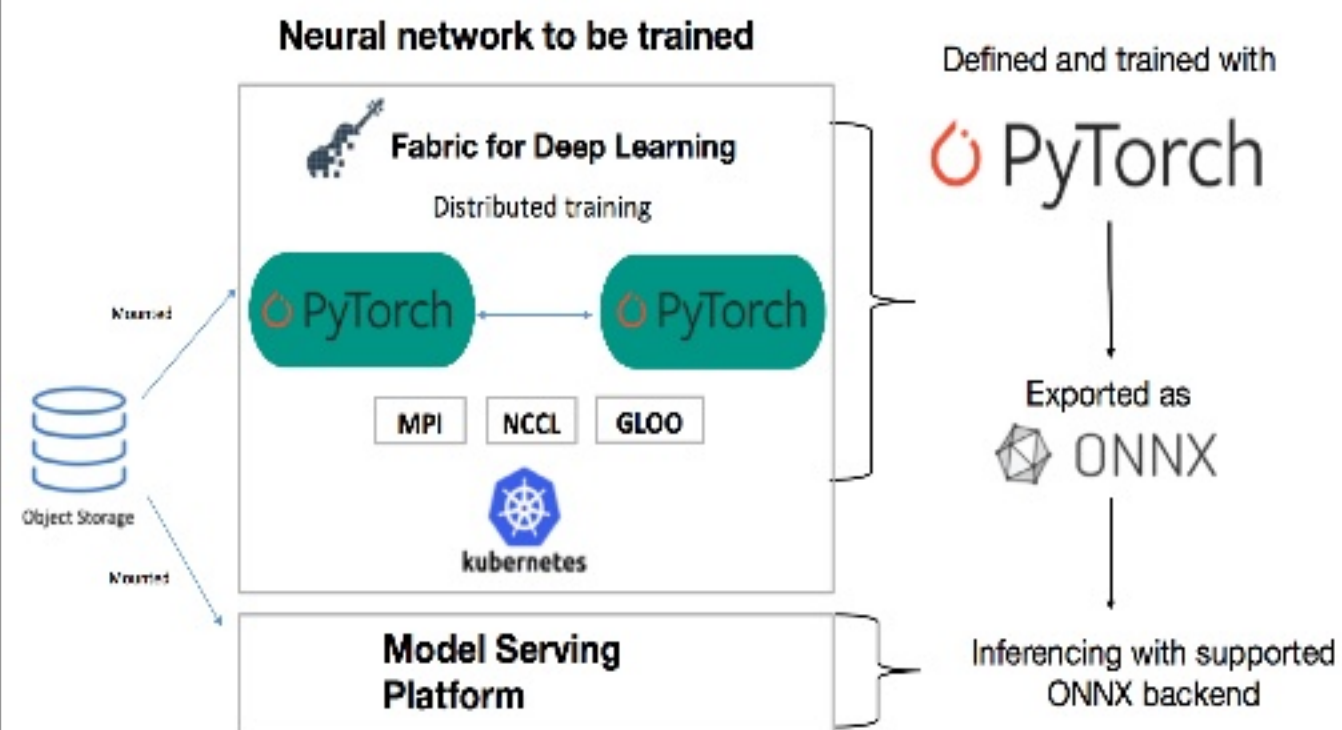 Neural network to be trained
Defined and trained with
PyTorch
Fabric for Deep Learning
Distributed training
Mounted
PyTorch
PyTorch
Exported as
ONNX
MPI
NCCL
GLOO
Object Storage
kubernetes
Mounted
Model Serving
Platform
Inferencing with supported
ONNX backend